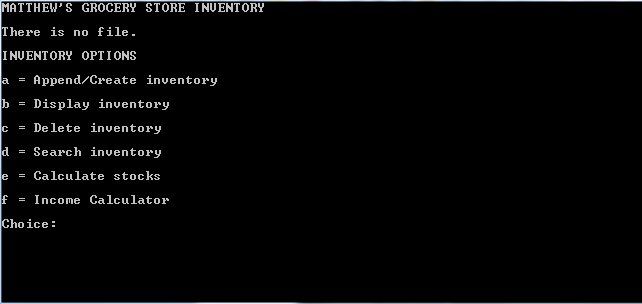 MATTHEW'S GROCERY STORE INVENTORY
There is no file.
INVENTORY OPTIONS
a = Append/Create inventory
b = Display inventory
c = Delete inventory
d = Search inventory
e = Calculate stocks
f = Income Calculator
Choice: